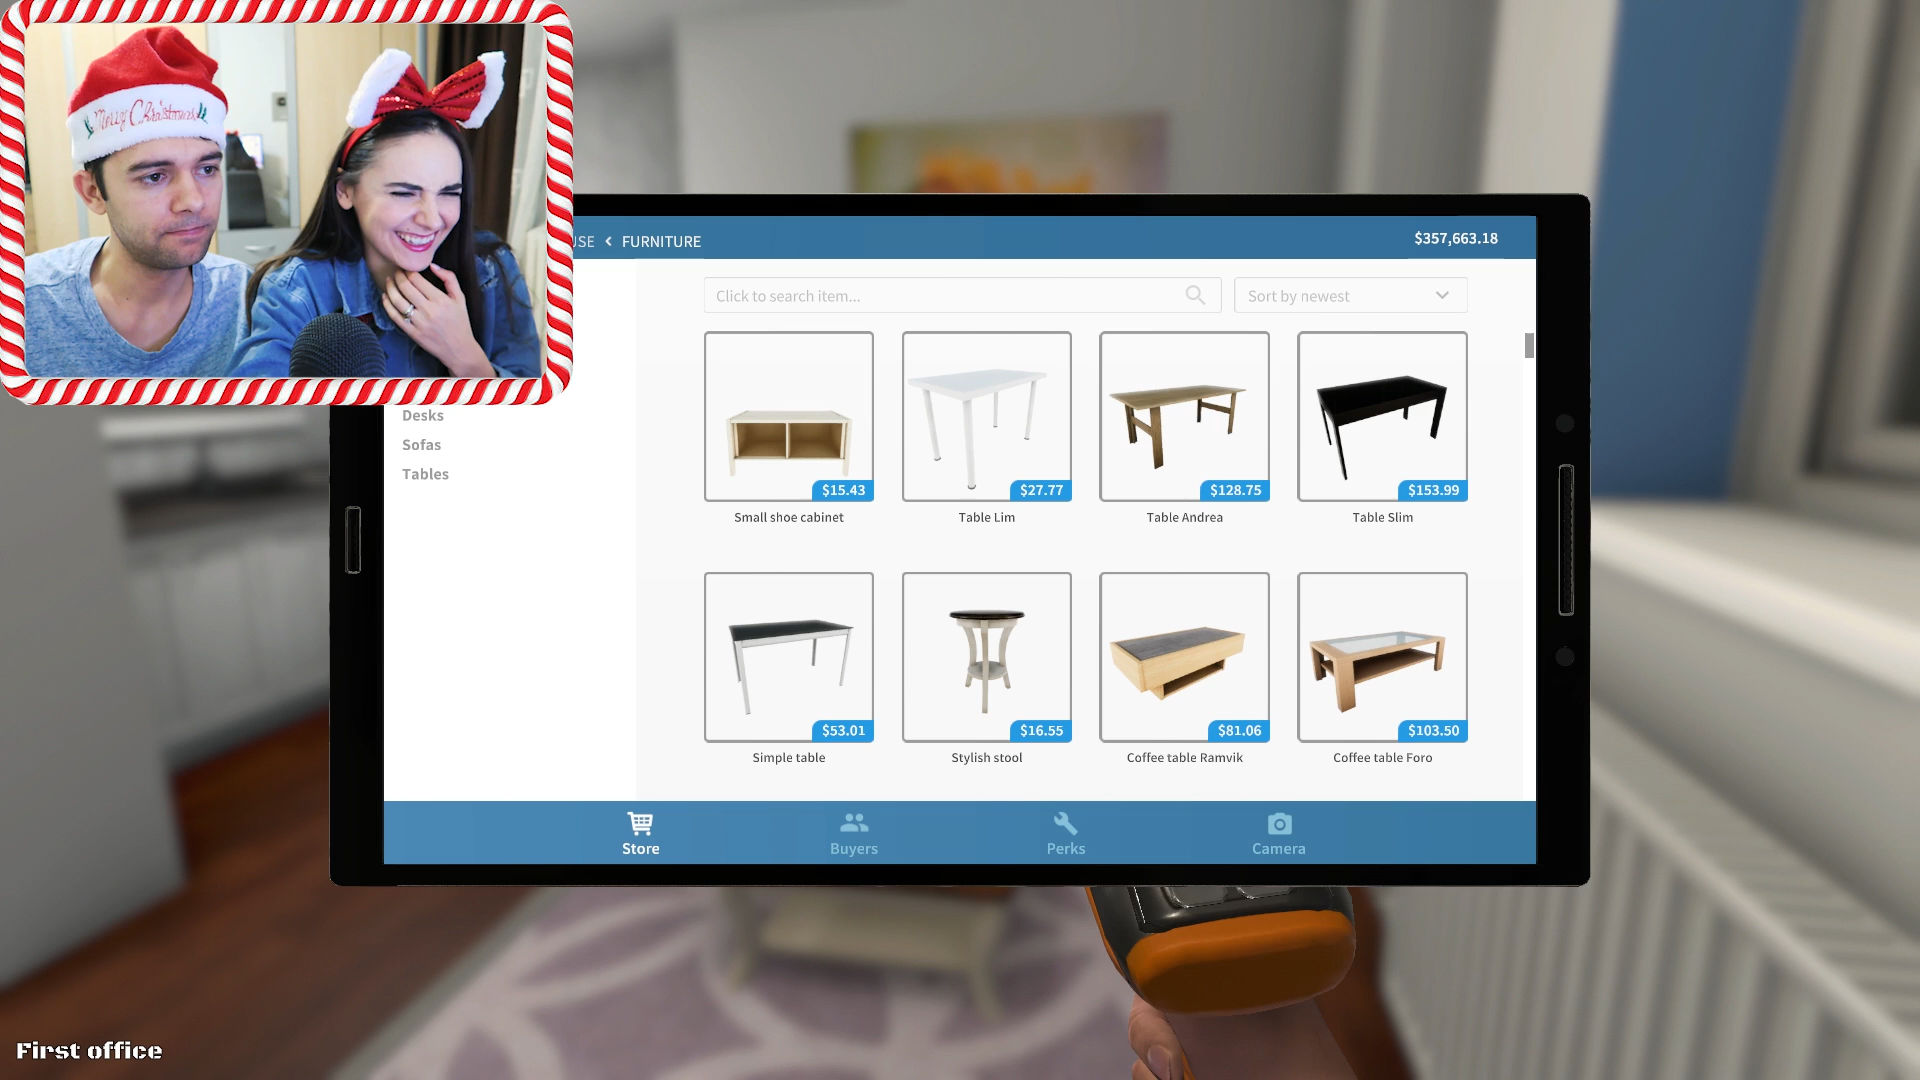 Merry Christmas
USE < FURNITURE
$357,663.18
Click to search item...
Sort by newest
Desks
Sofas
Tables
$15.43
$27.77
$128.75
$153.99
Small shoe cabinet
Table Lim
Table Andrea
Table Slim
$53.01
$16.55
$81.06
$103.50
Simple table
Stylish stool
Coffee table Ramvik
Coffee table Foro
Store
Buyers
Perks
Camera
First office